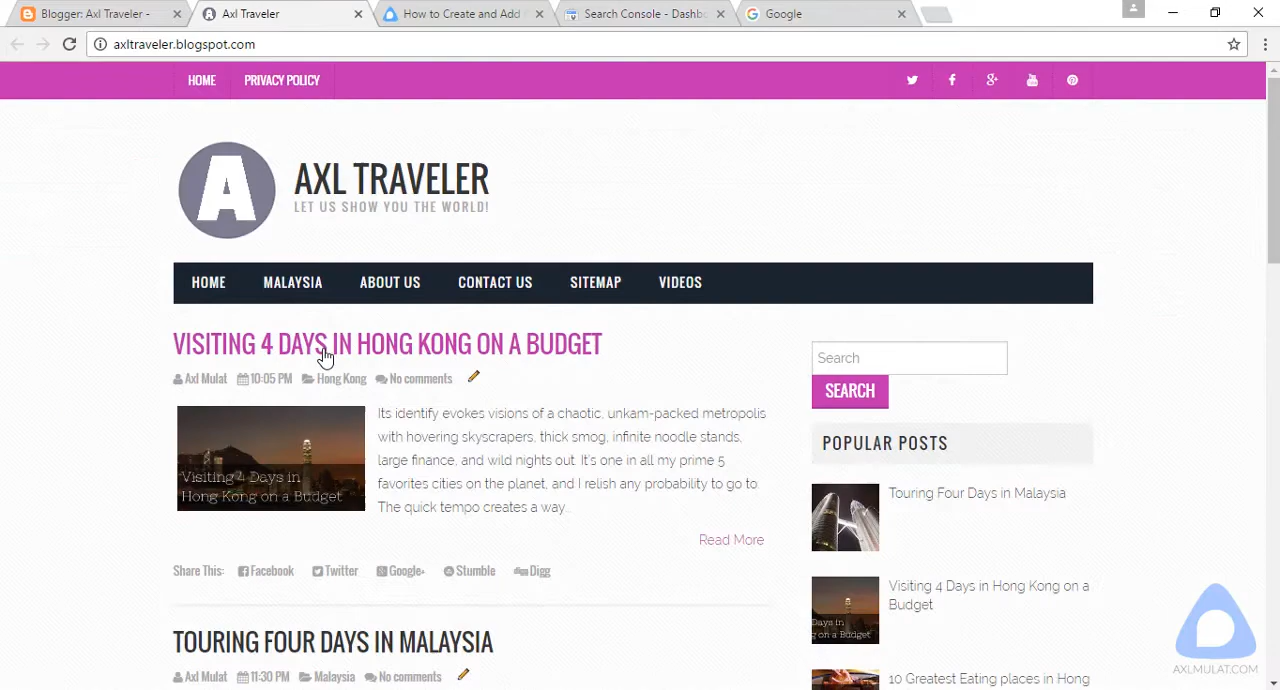 Blogger: Axl Traveler -
Axl Traveler
How to Create and Add
Search Console - Dashbo
Google
axltraveler.blogspot.com
HOME
PRIVACY POLICY
A
AXL TRAVELER
LET US SHOW YOU THE WORLD!
HOME
MALAYSIA
ABOUT US
CONTACT US
SITEMAP
VIDEOS
VISITING 4 DAYS IN HONG KONG ON A BUDGET
Axl Mulat 10:05 PM Hong Kong No comments
Visiting 4 Days in
Hong Kong on a Budget
Its identify evokes visions of a chaotic, unkam-packed metropolis
with hovering skyscrapers, thick smog, infinite noodle stands,
large finance, and wild nights out. It's one in all my prime 5
favorites cities on the planet, and I relish any probability to go to.
The quick tempo creates a way...
Read More
Share This: Facebook Twitter Google+ Stumble Digg
TOURING FOUR DAYS IN MALAYSIA
Axl Mulat 11:30 PM Malaysia No comments
Search
SEARCH
POPULAR POSTS
Touring Four Days in Malaysia
Visiting 4 Days in Hong Kong on a
Budget
Days in
g on a Budget
10 Greatest Eating places in Hong
AXLMULAT.COM